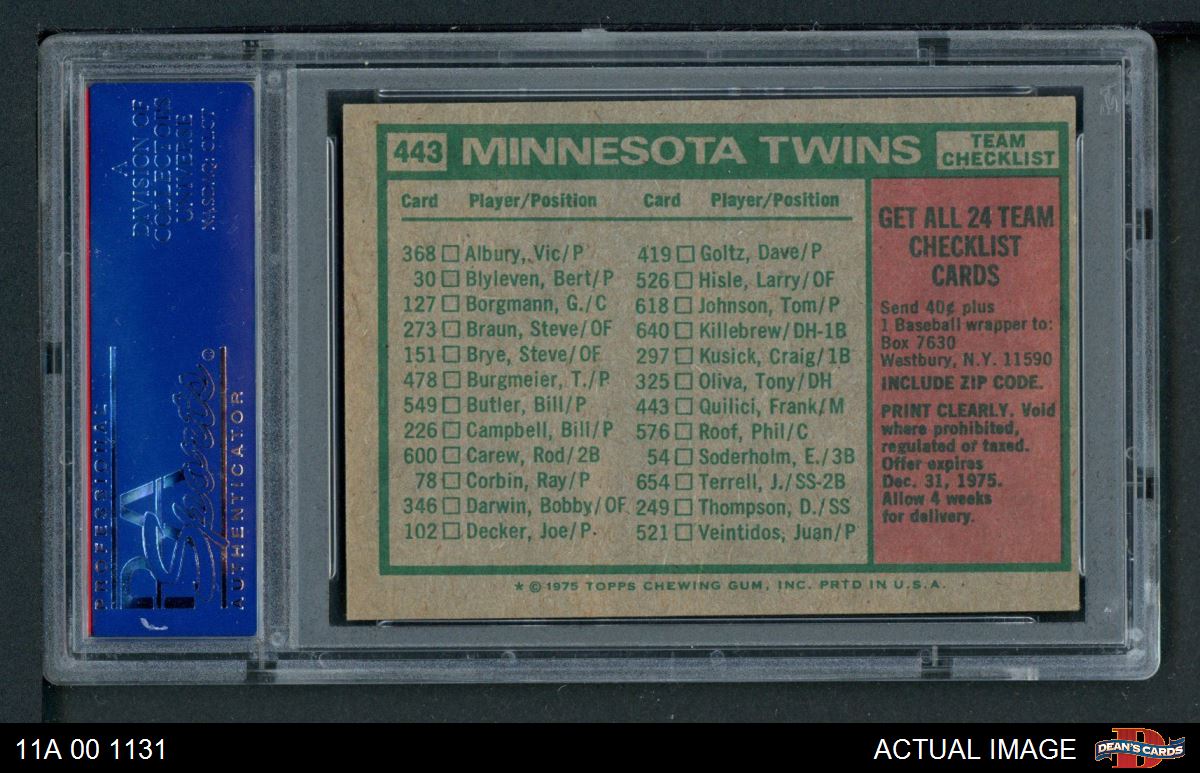 A
DIVISION OF
COLLECTORS
UNIVERSE
NASDAQ: CLCT
PROFESSIONAL
PSA
Sports
AUTHENTICATOR
443 MINNESOTA TWINS
TEAM
CHECKLIST
Card Player/Position Card Player/Position
368 Albury, Vic/P 419 Goltz, Dave/P
30 Blyleven, Bert/P 526 Hisle, Larry/OF
127 Borgmann, G./C 618 Johnson, Tom/P
273 Braun, Steve/OF 640 Killebrew/DH-1B
151 Brye, Steve/OF 297 Kusick, Craig/1B
478 Burgmeier, T./P 325 Oliva, Tony/DH
549 Butler, Bill/P 443 Quilici, Frank/M
226 Campbell, Bill/P 576 Roof, Phil/C
600 Carew, Rod/2B 54 Soderholm, E./3B
78 Corbin, Ray/P 654 Terrell, J./SS-2B
346 Darwin, Bobby/OF 249 Thompson, D./SS
102 Decker, Joe/P 521 Veintidos, Juan/P
GET ALL 24 TEAM
CHECKLIST
CARDS
Send 40¢ plus
1 Baseball wrapper to:
Box 7630
Westbury, N.Y. 11590
INCLUDE ZIP CODE.
PRINT CLEARLY. Void
where prohibited,
regulated or taxed.
Offer expires
Dec. 31, 1975.
Allow 4 weeks
for delivery.
* © 1975 TOPPS CHEWING GUM, INC. PRTD IN U.S.A.
11A 00 1131
ACTUAL IMAGE
D
DEAN'S CARDS